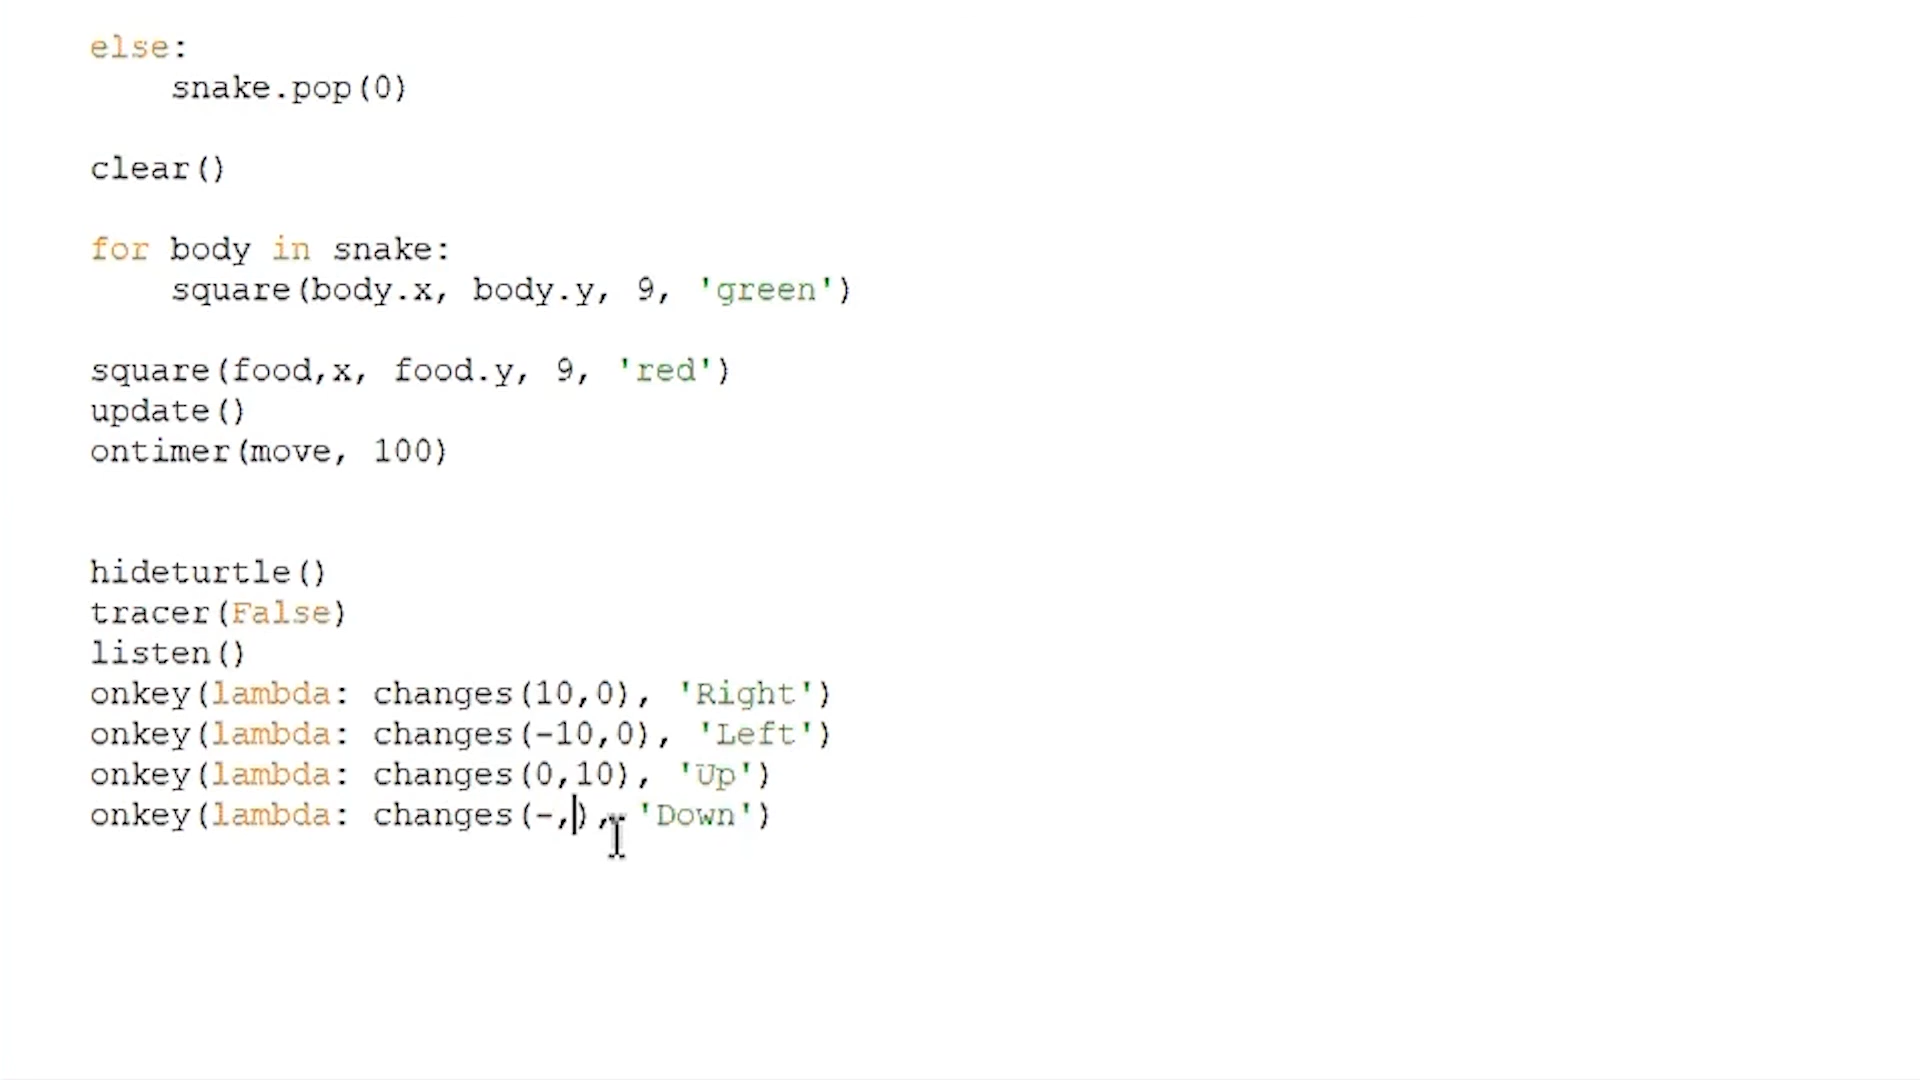 else:
    snake.pop(0)
clear()
for body in snake:
    square(body.x, body.y, 9, 'green')
square(food,x, food.y, 9, 'red')
update()
ontimer(move, 100)
hideturtle()
tracer(False)
listen()
onkey(lambda: changes(10,0), 'Right')
onkey(lambda: changes(-10,0), 'Left')
onkey(lambda: changes(0,10), 'Up')
onkey(lambda: changes(-,), 'Down')